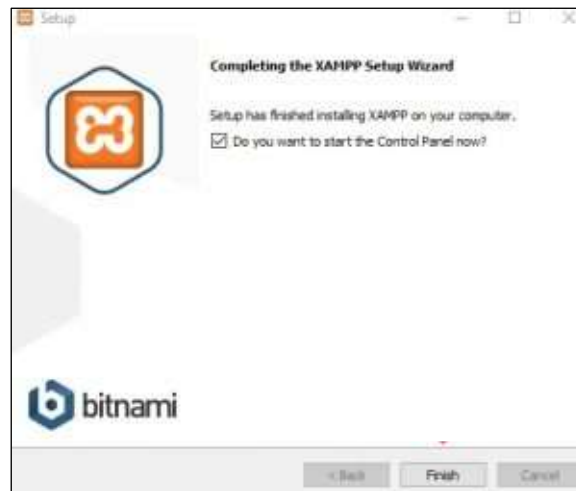 Setup
Completing the XAMPP Setup Wizard
Setup has finished installing XAMPP on your computer.
Do you want to start the Control Panel now?
bitnami
< Back
Finish
Cancel